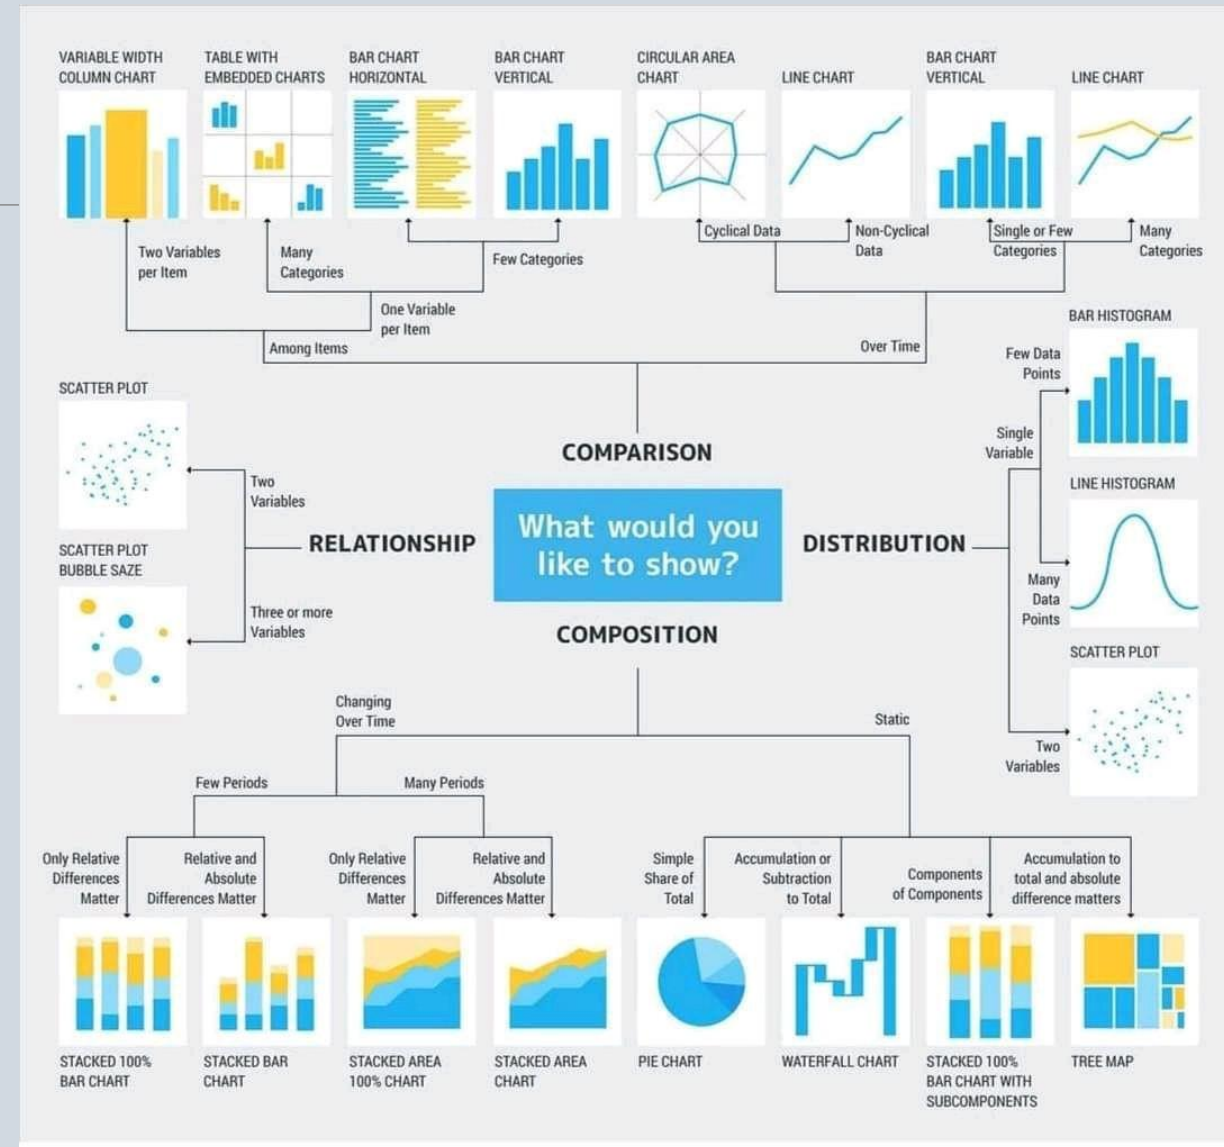 VARIABLE WIDTH
COLUMN CHART
TABLE WITH
EMBEDDED CHARTS
BAR CHART
HORIZONTAL
BAR CHART
VERTICAL
CIRCULAR AREA
CHART
LINE CHART
BAR CHART
VERTICAL
LINE CHART
Two Variables
per Item
Many
Categories
Few Categories
Cyclical Data
Non-Cyclical
Data
Single or Few
Categories
Many
Categories
One Variable
per Item
Among Items
Over Time
COMPARISON
What would you
like to show?
RELATIONSHIP
SCATTER PLOT
Two
Variables
SCATTER PLOT
BUBBLE SAZE
Three or more
Variables
DISTRIBUTION
BAR HISTOGRAM
Few Data
Points
Single
Variable
LINE HISTOGRAM
Many
Data
Points
SCATTER PLOT
Two
Variables
COMPOSITION
Changing
Over Time
Static
Few Periods
Many Periods
Only Relative
Differences
Matter
Relative and
Absolute
Differences Matter
Only Relative
Differences
Matter
Relative and
Absolute
Differences Matter
Simple
Share of
Total
Accumulation or
Subtraction
to Total
Components
of Components
Accumulation to
total and absolute
difference matters
STACKED 100%
BAR CHART
STACKED BAR
CHART
STACKED AREA
100% CHART
STACKED AREA
CHART
PIE CHART
WATERFALL CHART
STACKED 100%
BAR CHART WITH
SUBCOMPONENTS
TREE MAP